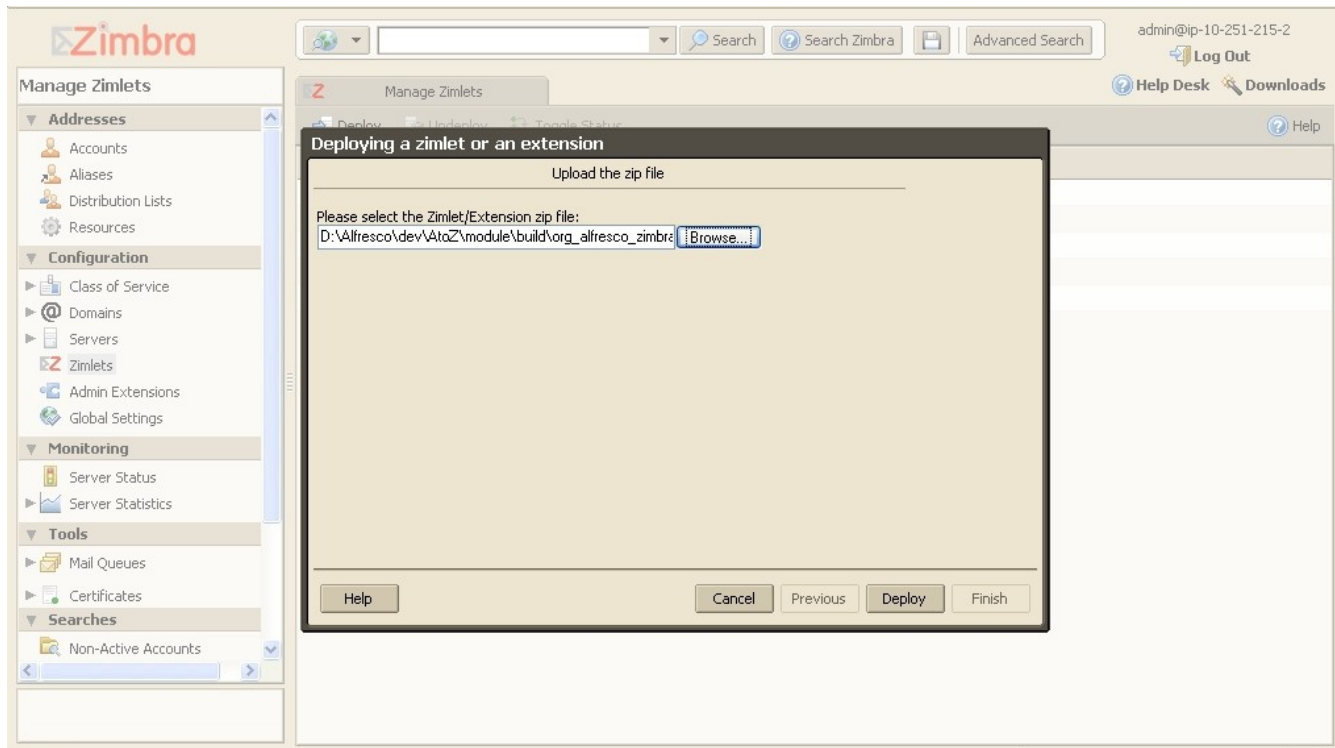 Zimbra
Search
Search Zimbra
Advanced Search
admin@ip-10-251-215-2
Log Out
Manage Zimlets
Z Manage Zimlets
Help Desk
Downloads
Addresses
Accounts
Aliases
Distribution Lists
Resources
Configuration
Class of Service
@ Domains
Servers
Z Zimlets
Admin Extensions
Global Settings
Monitoring
Server Status
Server Statistics
Tools
Mail Queues
Certificates
Searches
Non-Active Accounts
Deploy Undeploy Toggle Status
Help
Deploying a zimlet or an extension
Upload the zip file
Please select the Zimlet/Extension zip file:
D:\Alfresco\dev\AtoZ\module\build\org_alfresco_zimbra Browse...
Help
Cancel
Previous
Deploy
Finish